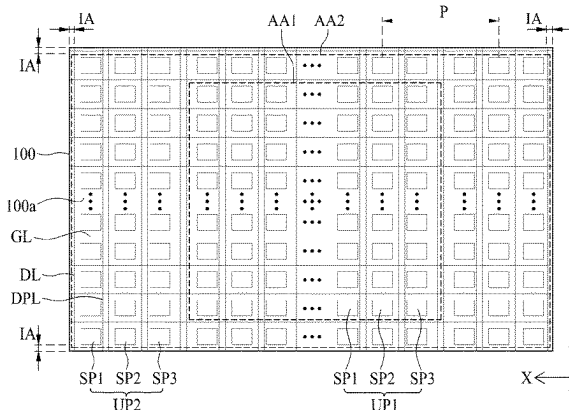 AA1 AA2 P IA
IA
IA
100
100a
GL
DL
DPL
IA
SP1 SP2 SP3 SP1 SP2 SP3 X
UP2 UP1